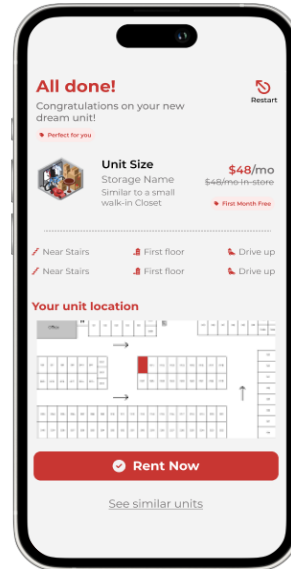 All done!
Restart
Congratulations on your new
dream unit!
Perfect for you
Unit Size
Storage Name
Similar to a small
walk-in Closet
$48/mo
$48/mo In-store
First Month Free
Near Stairs
First floor
Drive up
Near Stairs
First floor
Drive up
Your unit location
Office
Rent Now
See similar units